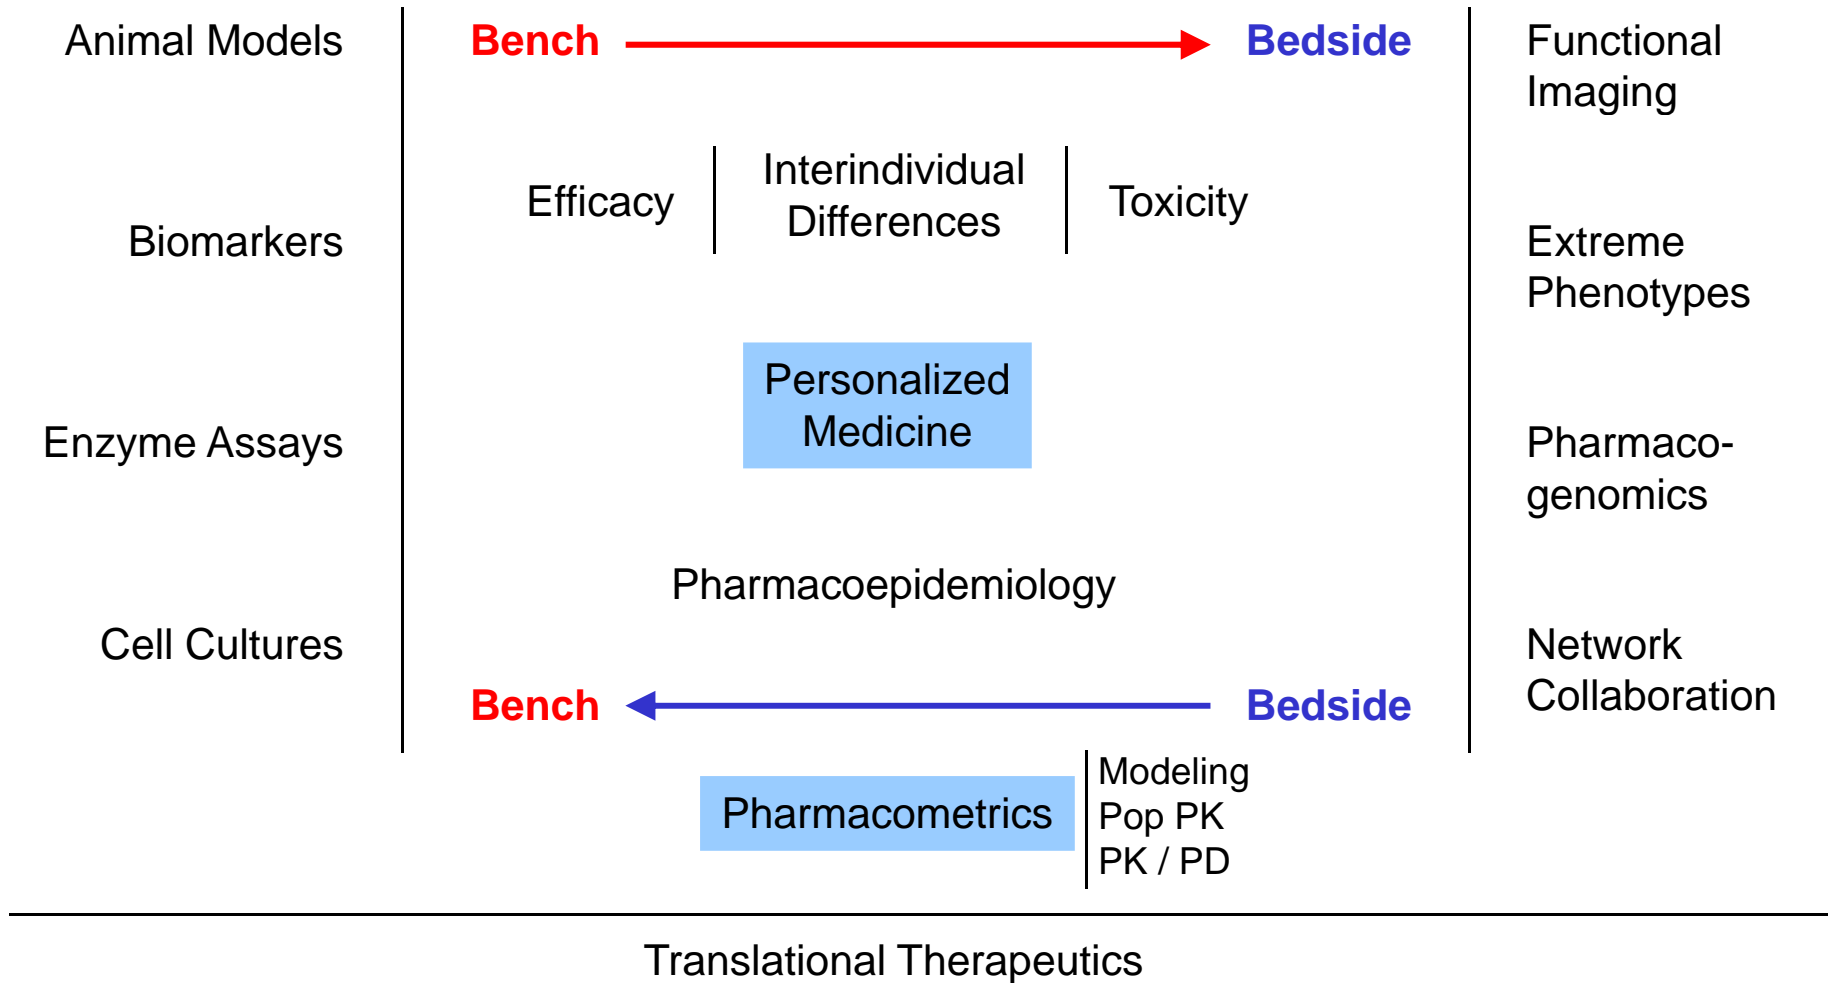 Animal Models
Biomarkers
Enzyme Assays
Cell Cultures
Bench
Bedside
Efficacy
Interindividual
Differences
Toxicity
Personalized
Medicine
Pharmacoepidemiology
Bench
Bedside
Pharmacometrics
Modeling
Pop PK
PK / PD
Functional
Imaging
Extreme
Phenotypes
Pharmaco-
genomics
Network
Collaboration
Translational Therapeutics